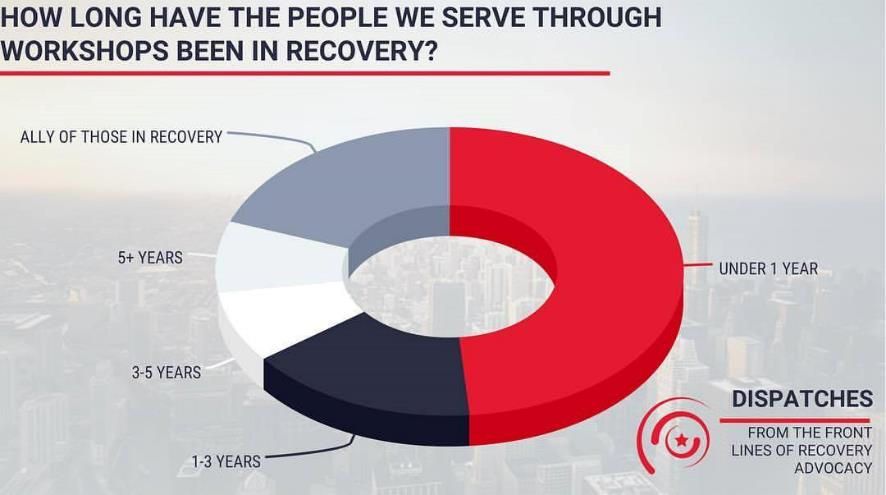 HOW LONG HAVE THE PEOPLE WE SERVE THROUGH
WORKSHOPS BEEN IN RECOVERY?
ALLY OF THOSE IN RECOVERY
5+ YEARS
UNDER 1 YEAR
3-5 YEARS
1-3 YEARS
DISPATCHES
FROM THE FRONT
LINES OF RECOVERY
ADVOCACY